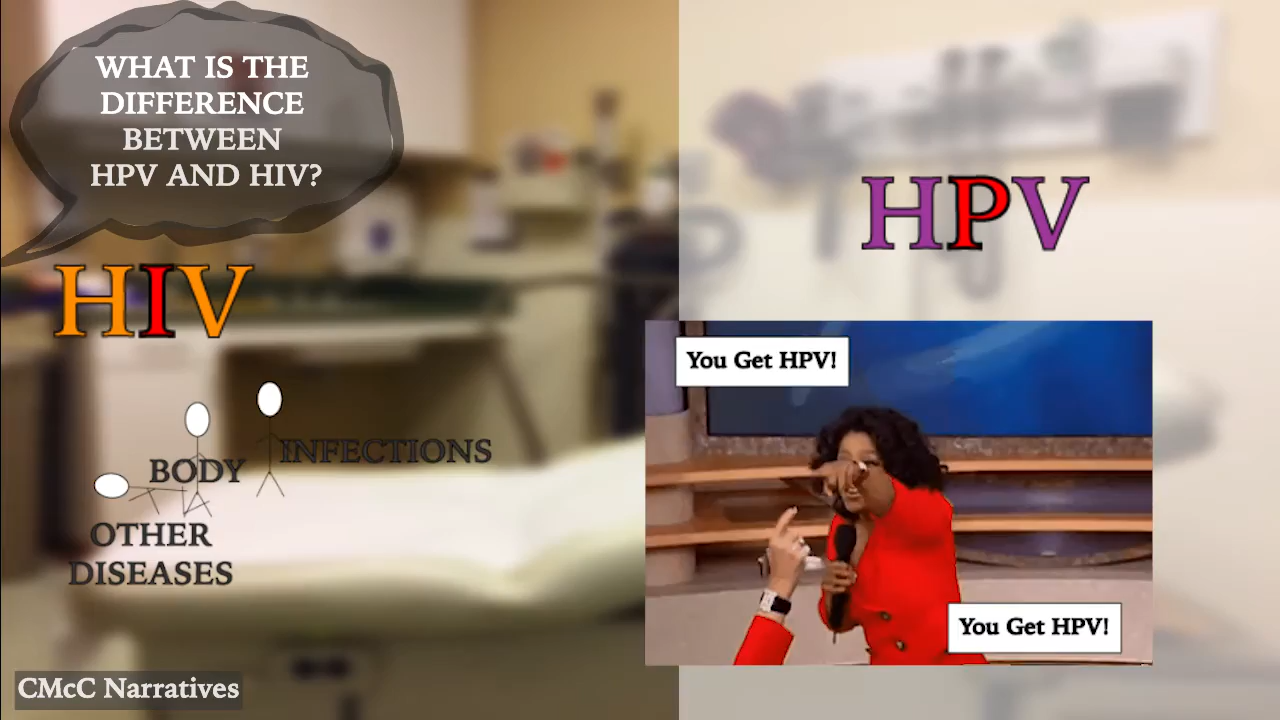 WHAT IS THE
DIFFERENCE
BETWEEN
HPV AND HIV?
HIV
BODY
INFECTIONS
OTHER
DISEASES
HPV
You Get HPV!
You Get HPV!
CMcC Narratives